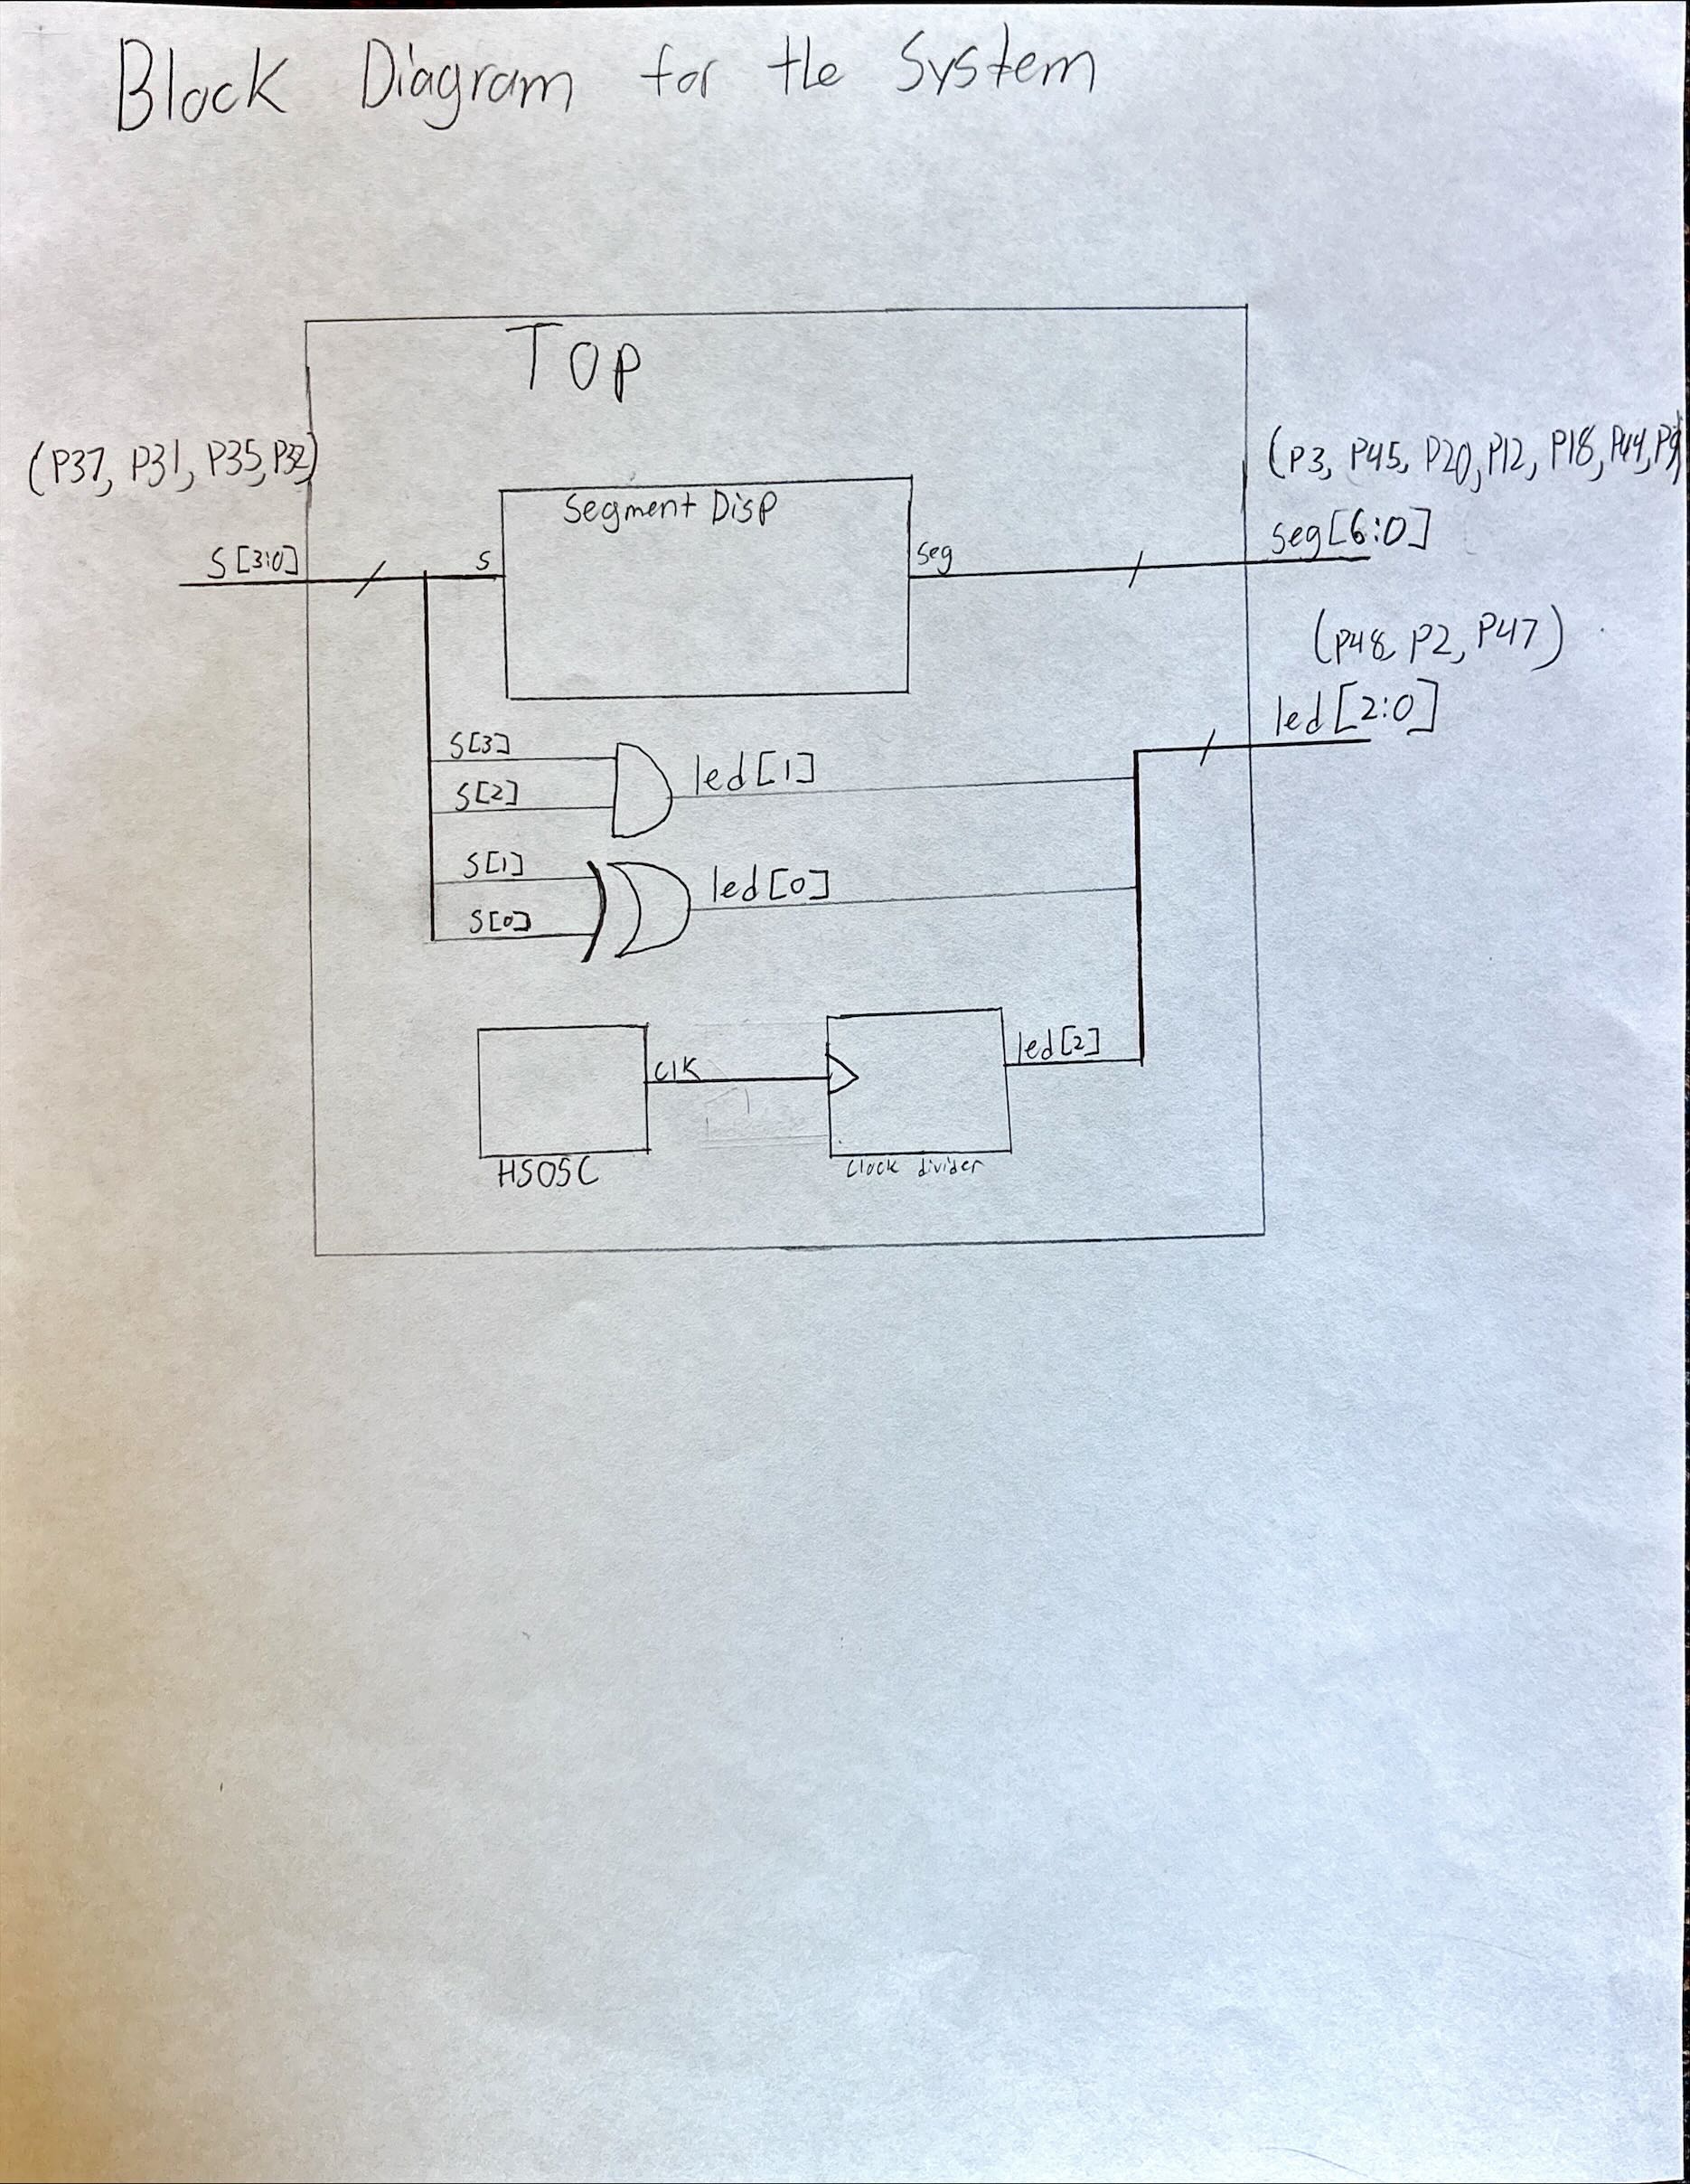 Block Diagram for the System
Top
(P37, P31, P35, P32)
(P3, P45, P20, P12, P18, P44, P9)
Segment Disp
S[3:0]
s
seg
seg[6:0]
(P48, P2, P47)
led[2:0]
S[3]
led[1]
S[2]
S[1]
led[0]
S[0]
clk
led[2]
HSOSC
clock divider